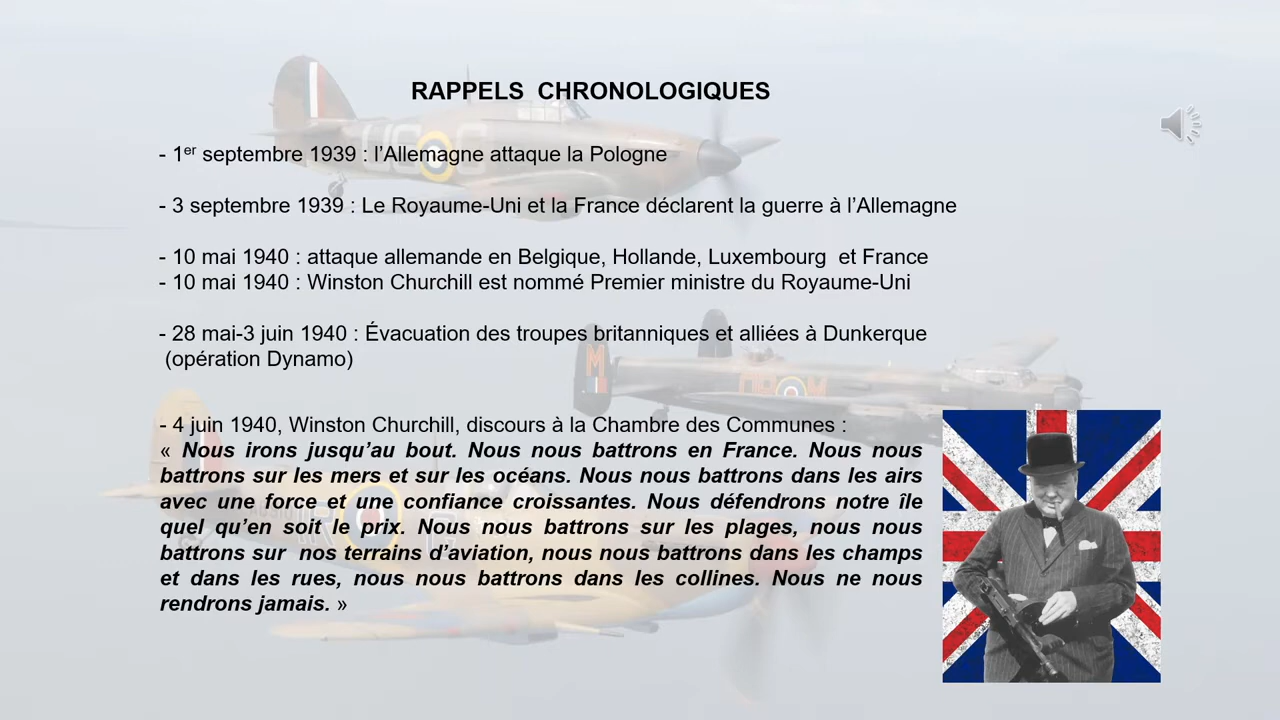 RAPPELS CHRONOLOGIQUES
- 1er septembre 1939 : l’Allemagne attaque la Pologne
- 3 septembre 1939 : Le Royaume-Uni et la France déclarent la guerre à l’Allemagne
- 10 mai 1940 : attaque allemande en Belgique, Hollande, Luxembourg et France
- 10 mai 1940 : Winston Churchill est nommé Premier ministre du Royaume-Uni
- 28 mai-3 juin 1940 : Évacuation des troupes britanniques et alliées à Dunkerque
(opération Dynamo)
- 4 juin 1940, Winston Churchill, discours à la Chambre des Communes :
« Nous irons jusqu’au bout. Nous nous battrons en France. Nous nous
battrons sur les mers et sur les océans. Nous nous battrons dans les airs
avec une force et une confiance croissantes. Nous défendrons notre île
quel qu’en soit le prix. Nous nous battrons sur les plages, nous nous
battrons sur nos terrains d’aviation, nous nous battrons dans les champs
et dans les rues, nous nous battrons dans les collines. Nous ne nous
rendrons jamais. »